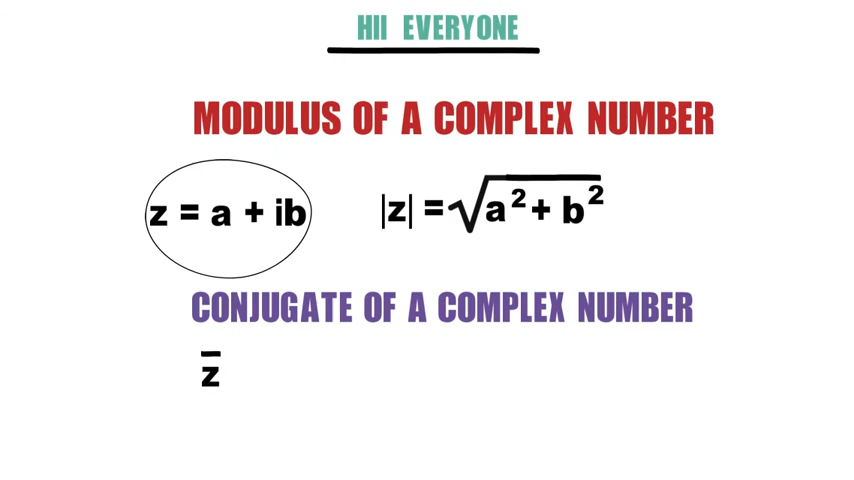 HII EVERYONE
MODULUS OF A COMPLEX NUMBER
z = a + ib |z| = √a² + b²
CONJUGATE OF A COMPLEX NUMBER
z̅